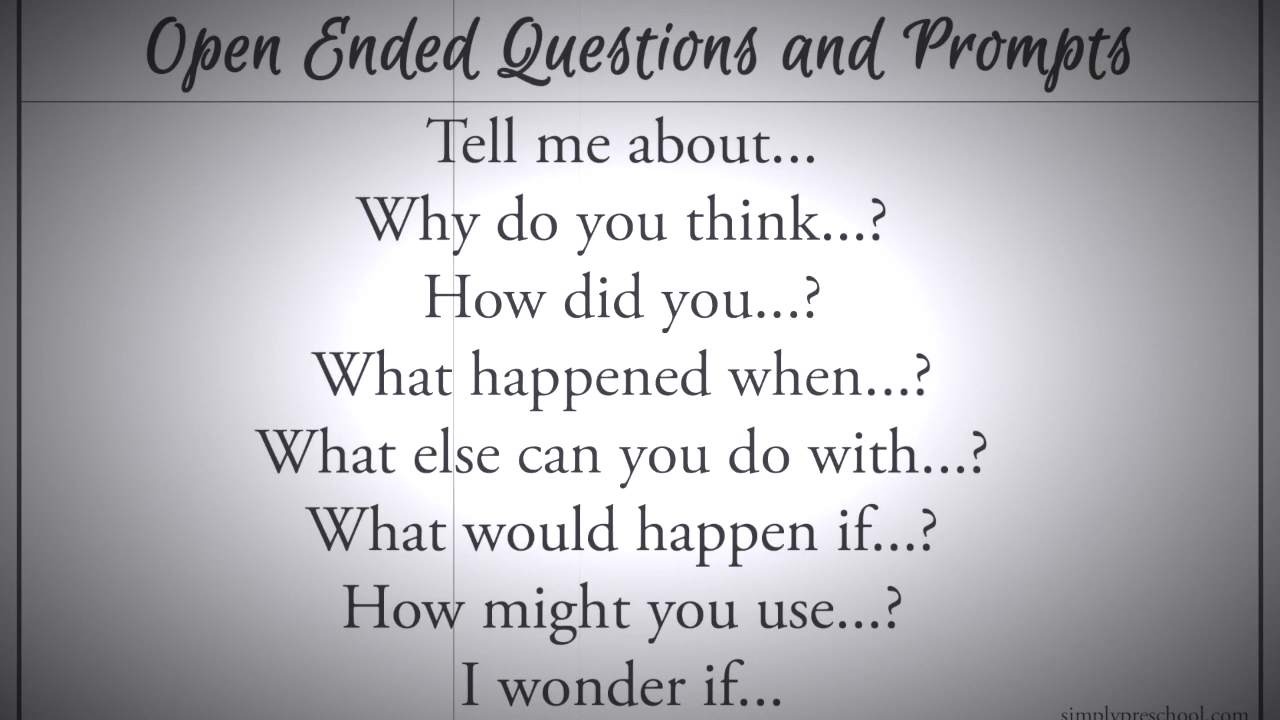 Open Ended Questions and Prompts
Tell me about...
Why do you think...?
How did you...?
What happened when...?
What else can you do with...?
What would happen if...?
How might you use...?
I wonder if...
simplypreschool.com